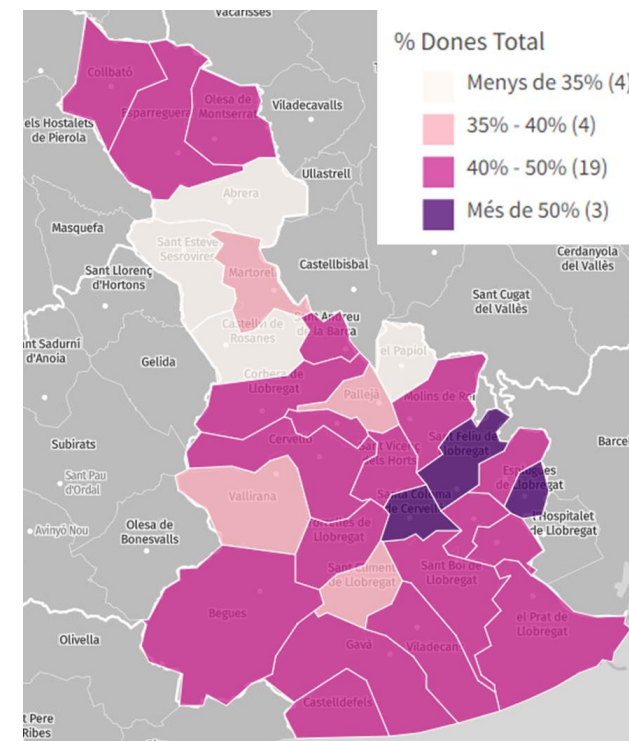 Vacarisses
% Dones Total
Menys de 35% (4)
35% - 40% (4)
40% - 50% (19)
Més de 50% (3)
Collbató
Esparreguera
Olesa de
Montserrat
Viladecavalls
els Hostalets
de Pierola
Ullastrell
Abrera
Masquefa
Sant Esteve
Sesrovires
Castellbisbal
Cerdanyola
del Vallès
Sant Llorenç
d'Hortons
Martorell
Sant Cugat
del Vallès
Sant Andreu
de la Barca
Castellví de
Rosanes
nt Sadurní
d'Anoia
Gelida
el Papiol
Corbera de
Llobregat
Pallejà
Molins de Rei
Subirats
Cervelló
Sant Vicenç
dels Horts
Sant Feliu de
Llobregat
Barcel
Sant Pau
d'Ordal
Esplugues
de Llobregat
Vallirana
Santa Coloma
de Cervelló
Avinyó Nou
Olesa de
Bonesvalls
Torrelles de
Llobregat
l'Hospitalet
de Llobregat
Sant Climent
de Llobregat
Sant Boi de
Llobregat
Begues
el Prat de
Llobregat
Olivella
Gavà
Viladecans
Castelldefels
t Pere
Ribes